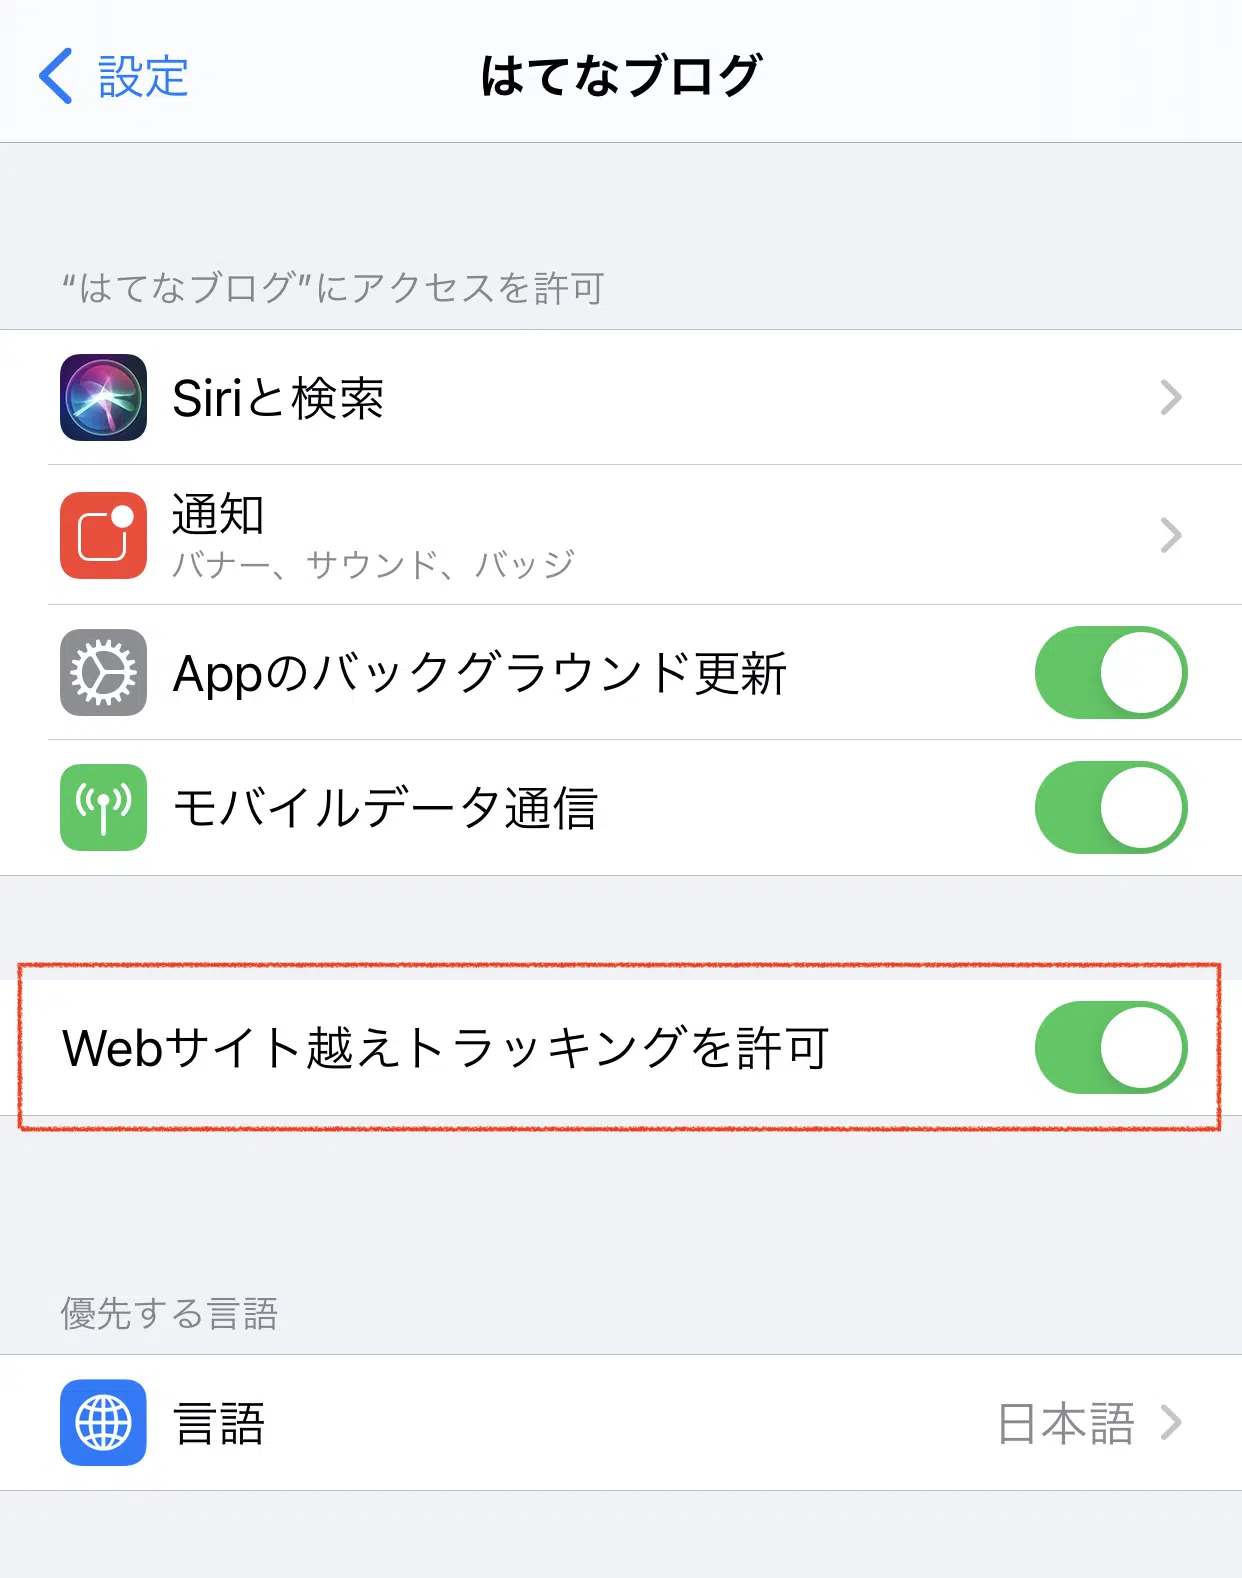 設定
はてなブログ
“はてなブログ”にアクセスを許可
Siriと検索
通知
バナー、サウンド、バッジ
Appのバックグラウンド更新
モバイルデータ通信
Webサイト越えトラッキングを許可
優先する言語
言語
日本語